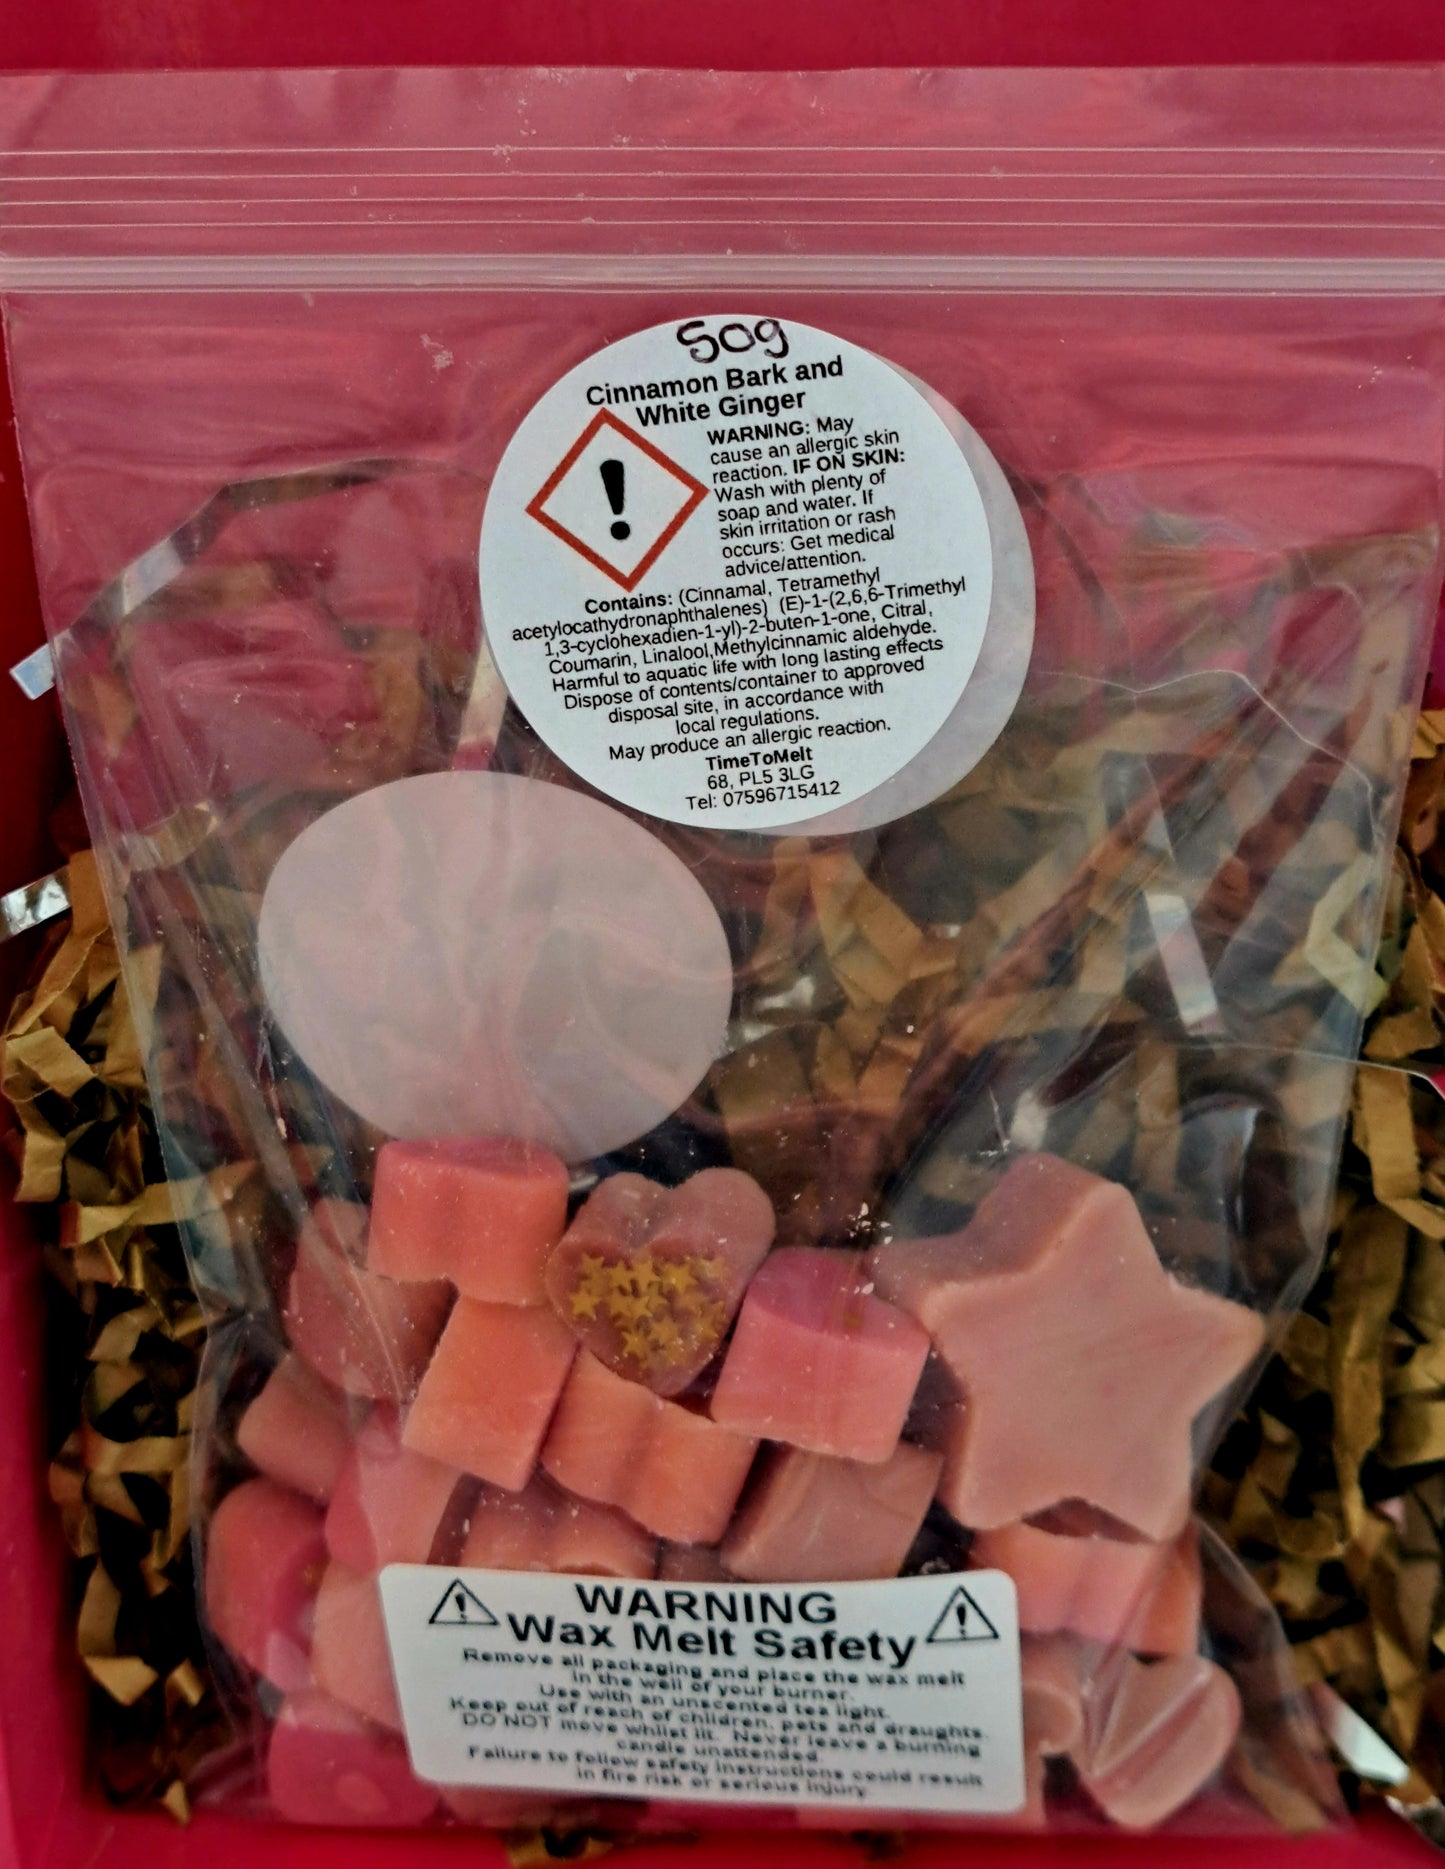 50g
Cinnamon Bark and
White Ginger
WARNING: May
cause an allergic skin
reaction. IF ON SKIN:
Wash with plenty of
soap and water. If
skin irritation or rash
occurs: Get medical
advice/attention.
Contains: (Cinnamal, Tetramethyl
acetylocathydronaphthalenes) (E)-1-(2,6,6-Trimethyl
1,3-cyclohexadien-1-yl)-2-buten-1-one, Citral,
Coumarin, Linalool,Methylcinnamic aldehyde.
Harmful to aquatic life with long lasting effects
Dispose of contents/container to approved
disposal site, in accordance with
local regulations.
May produce an allergic reaction.
TimeToMelt
68, PL5 3LG
Tel: 07596715412
WARNING
Wax Melt Safety
Remove all packaging and place the wax melt
in the well of your burner.
Use with an unscented tea light.
Keep out of reach of children, pets and draughts.
DO NOT move whilst lit. Never leave a burning
candle unattended.
Failure to follow safety instructions could result
in fire risk or serious injury.